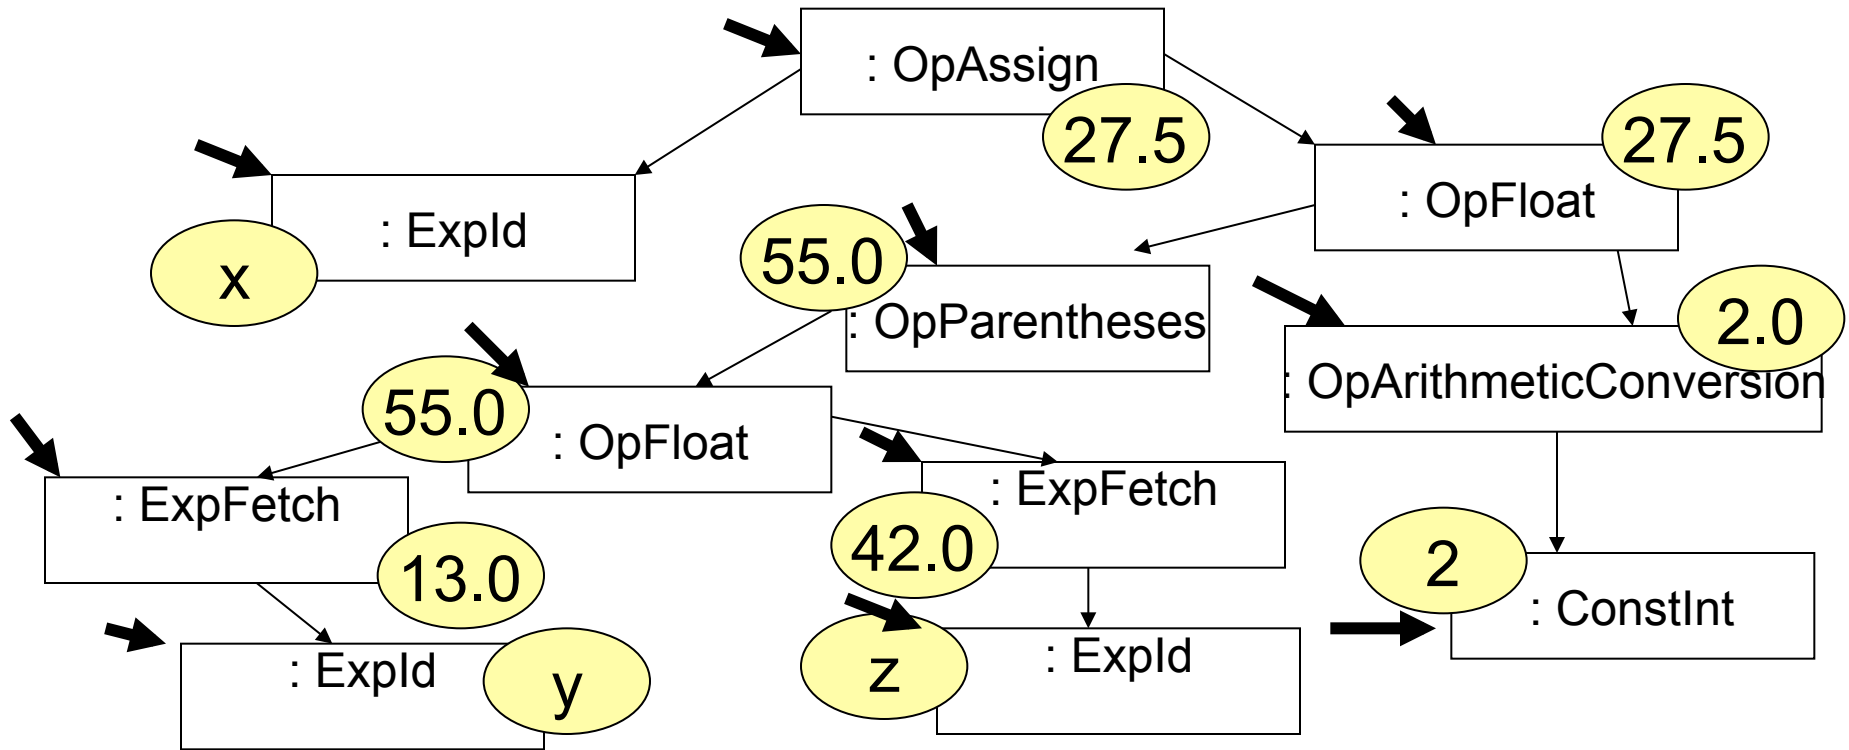 : OpAssign
27.5
27.5
: OpFloat
: ExpId
x
55.0
: OpParentheses
2.0
: OpArithmeticConversion
55.0
: OpFloat
: ExpFetch
13.0
: ExpFetch
42.0
2
: ConstInt
: ExpId
y
z
: ExpId